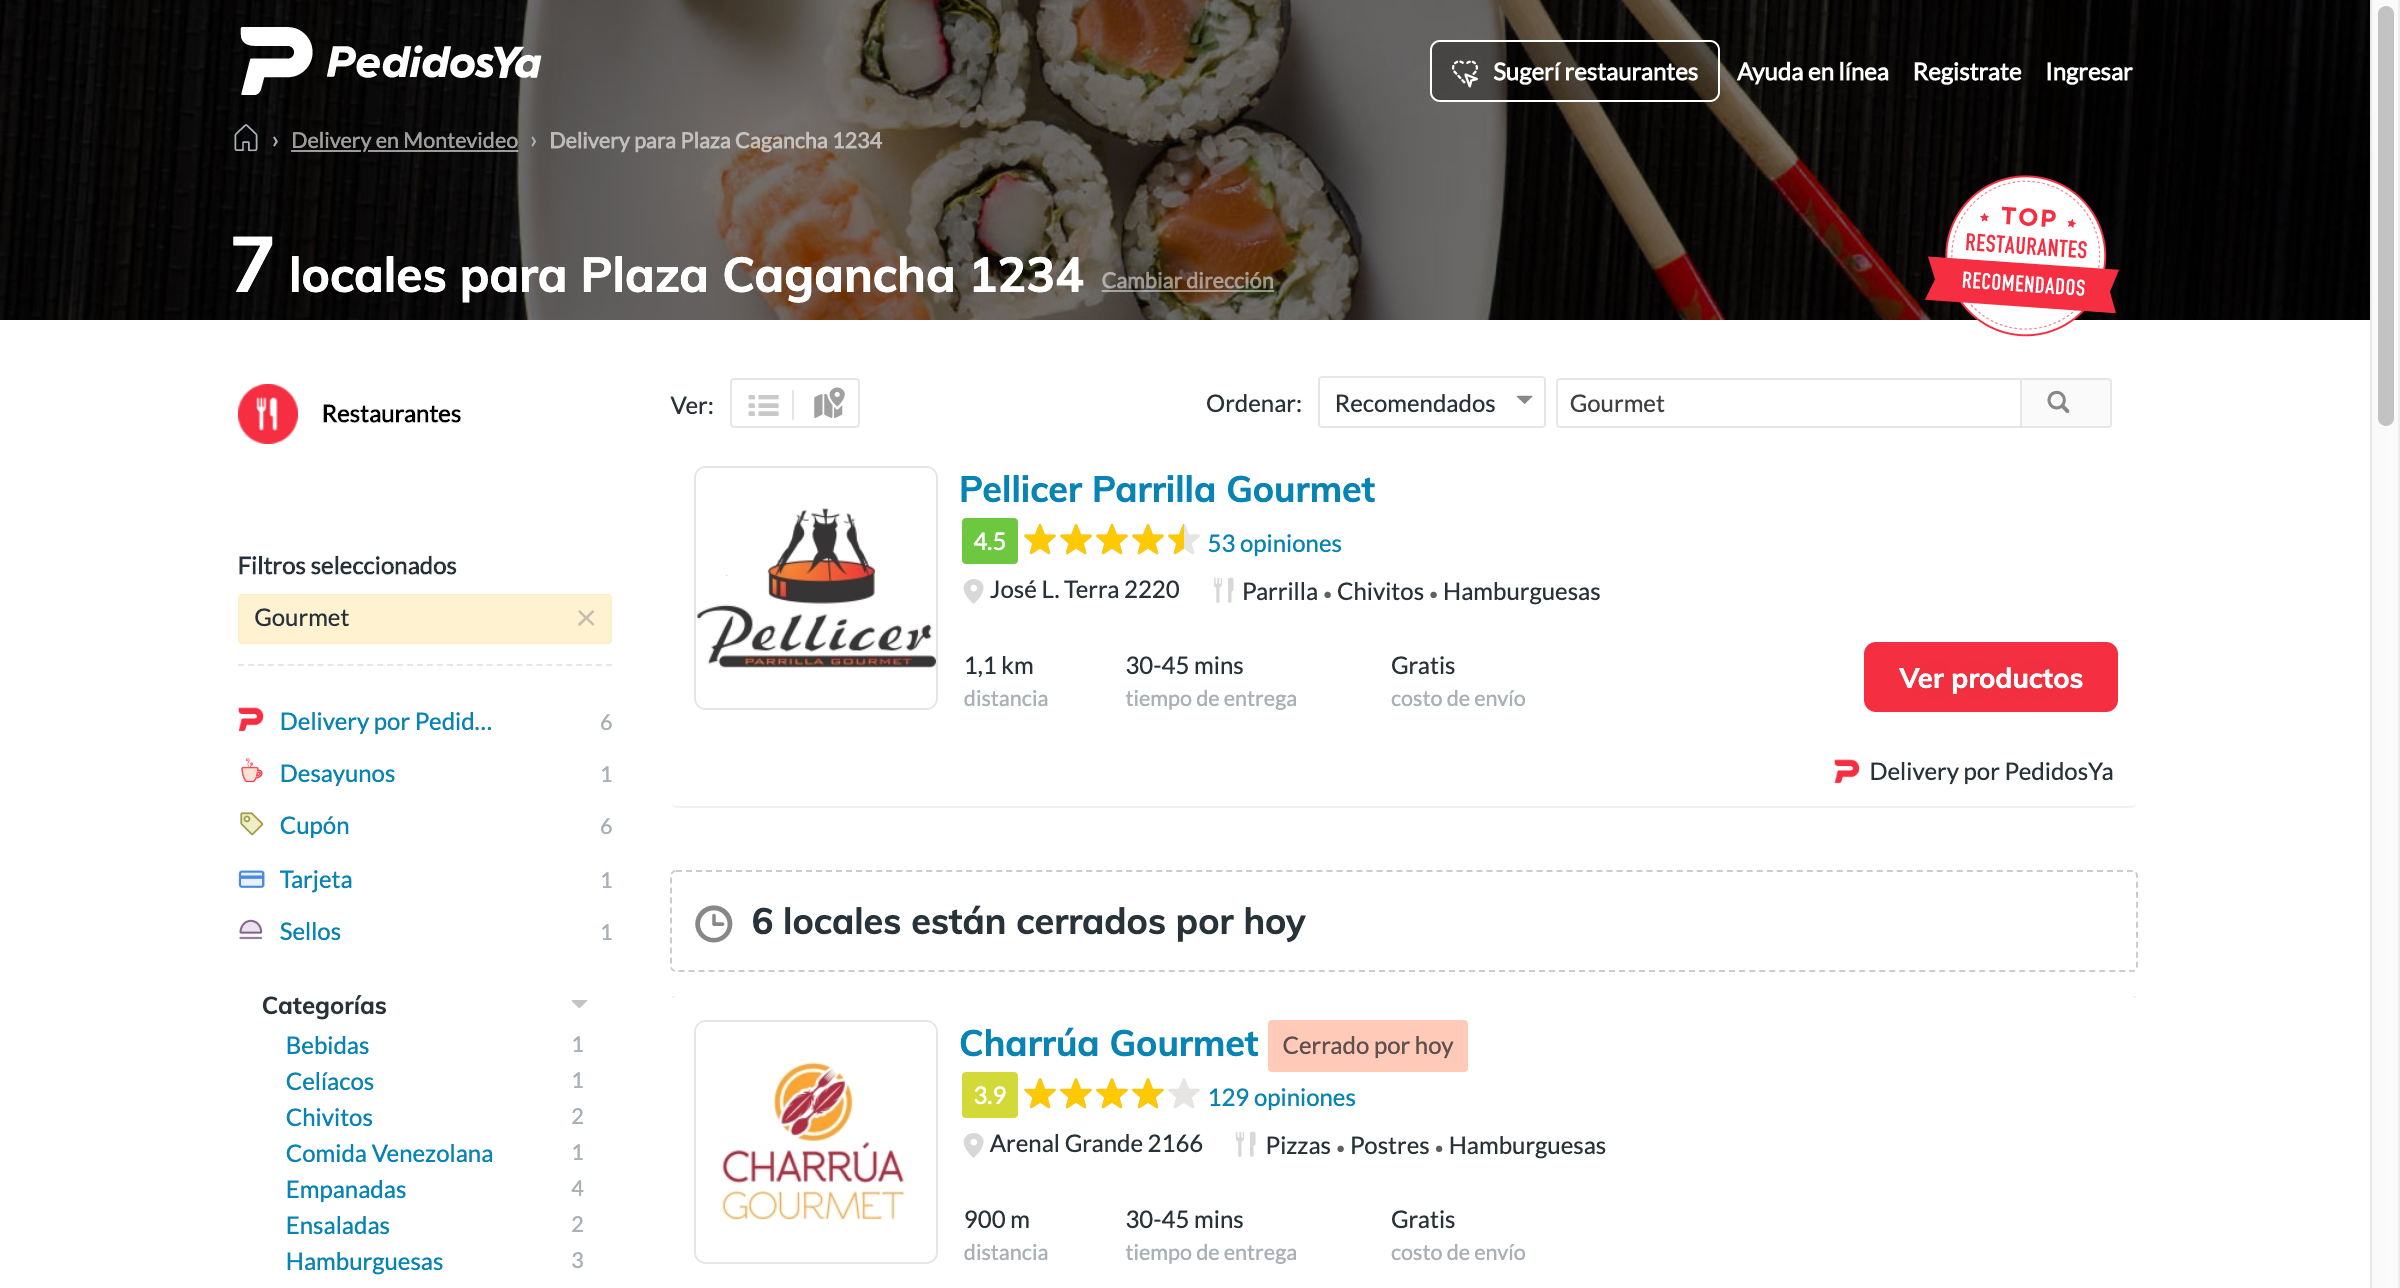 PedidosYa
Sugerí restaurantes
Ayuda en línea
Registrate
Ingresar
› Delivery en Montevideo › Delivery para Plaza Cagancha 1234
7 locales para Plaza Cagancha 1234 Cambiar dirección
TOP
RESTAURANTES
RECOMENDADOS
Restaurantes
Ver:
Ordenar: Recomendados
Gourmet
Filtros seleccionados
Gourmet
Delivery por Pedid... 6
Desayunos 1
Cupón 6
Tarjeta 1
Sellos 1
Categorías
Bebidas 1
Celíacos 1
Chivitos 2
Comida Venezolana 1
Empanadas 4
Ensaladas 2
Hamburguesas 3
Pellicer
PARRILLA GOURMET
Pellicer Parrilla Gourmet
4.5 53 opiniones
José L. Terra 2220 Parrilla • Chivitos • Hamburguesas
1,1 km 30-45 mins Gratis
distancia tiempo de entrega costo de envío
Ver productos
Delivery por PedidosYa
6 locales están cerrados por hoy
CHARRÚA
GOURMET
Charrúa Gourmet Cerrado por hoy
3.9 129 opiniones
Arenal Grande 2166 Pizzas • Postres • Hamburguesas
900 m 30-45 mins Gratis
distancia tiempo de entrega costo de envío